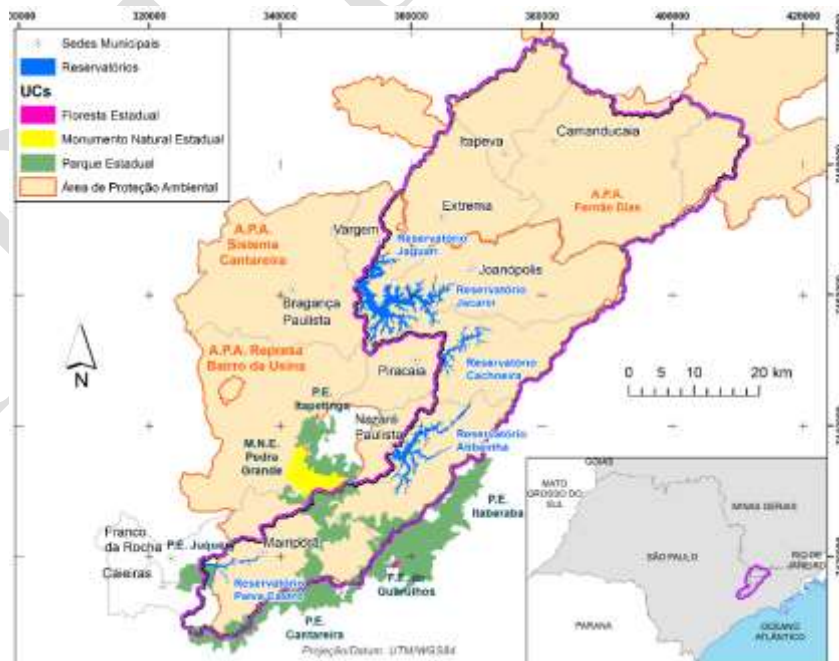 320000 340000 360000 380000 400000 420000
Sedes Municipais
Reservatórios
UCs
Floresta Estadual
Monumento Natural Estadual
Parque Estadual
Área de Proteção Ambiental
Itapeva
Camanducaia
Extrema
A.P.A.
Fernão Dias
Vargem
A.P.A.
Sistema
Cantareira
Reservatório
Jaguari
Joanópolis
Reservatório
Jacareí
Bragança
Paulista
A.P.A. Represa
Bairro da Usina
Piracaia
Reservatório
Cachoeira
0 5 10 20 km
N
P.E.
Itapetinga
Nazaré
Paulista
Reservatório
Atibainha
M.N.E.
Pedra
Grande
P.E.
Itaberaba
Franco
da Rocha
P.E. Juquery
Mairiporã
Caieiras
Reservatório
Paiva Castro
F.E. de
Guarulhos
P.E.
Cantareira
Projeção/Datum: UTM/WGS84
GOIÁS
MATO
GROSSO DO
SUL
MINAS GERAIS
SÃO PAULO
RIO DE
JANEIRO
PARANÁ
OCEANO
ATLÂNTICO